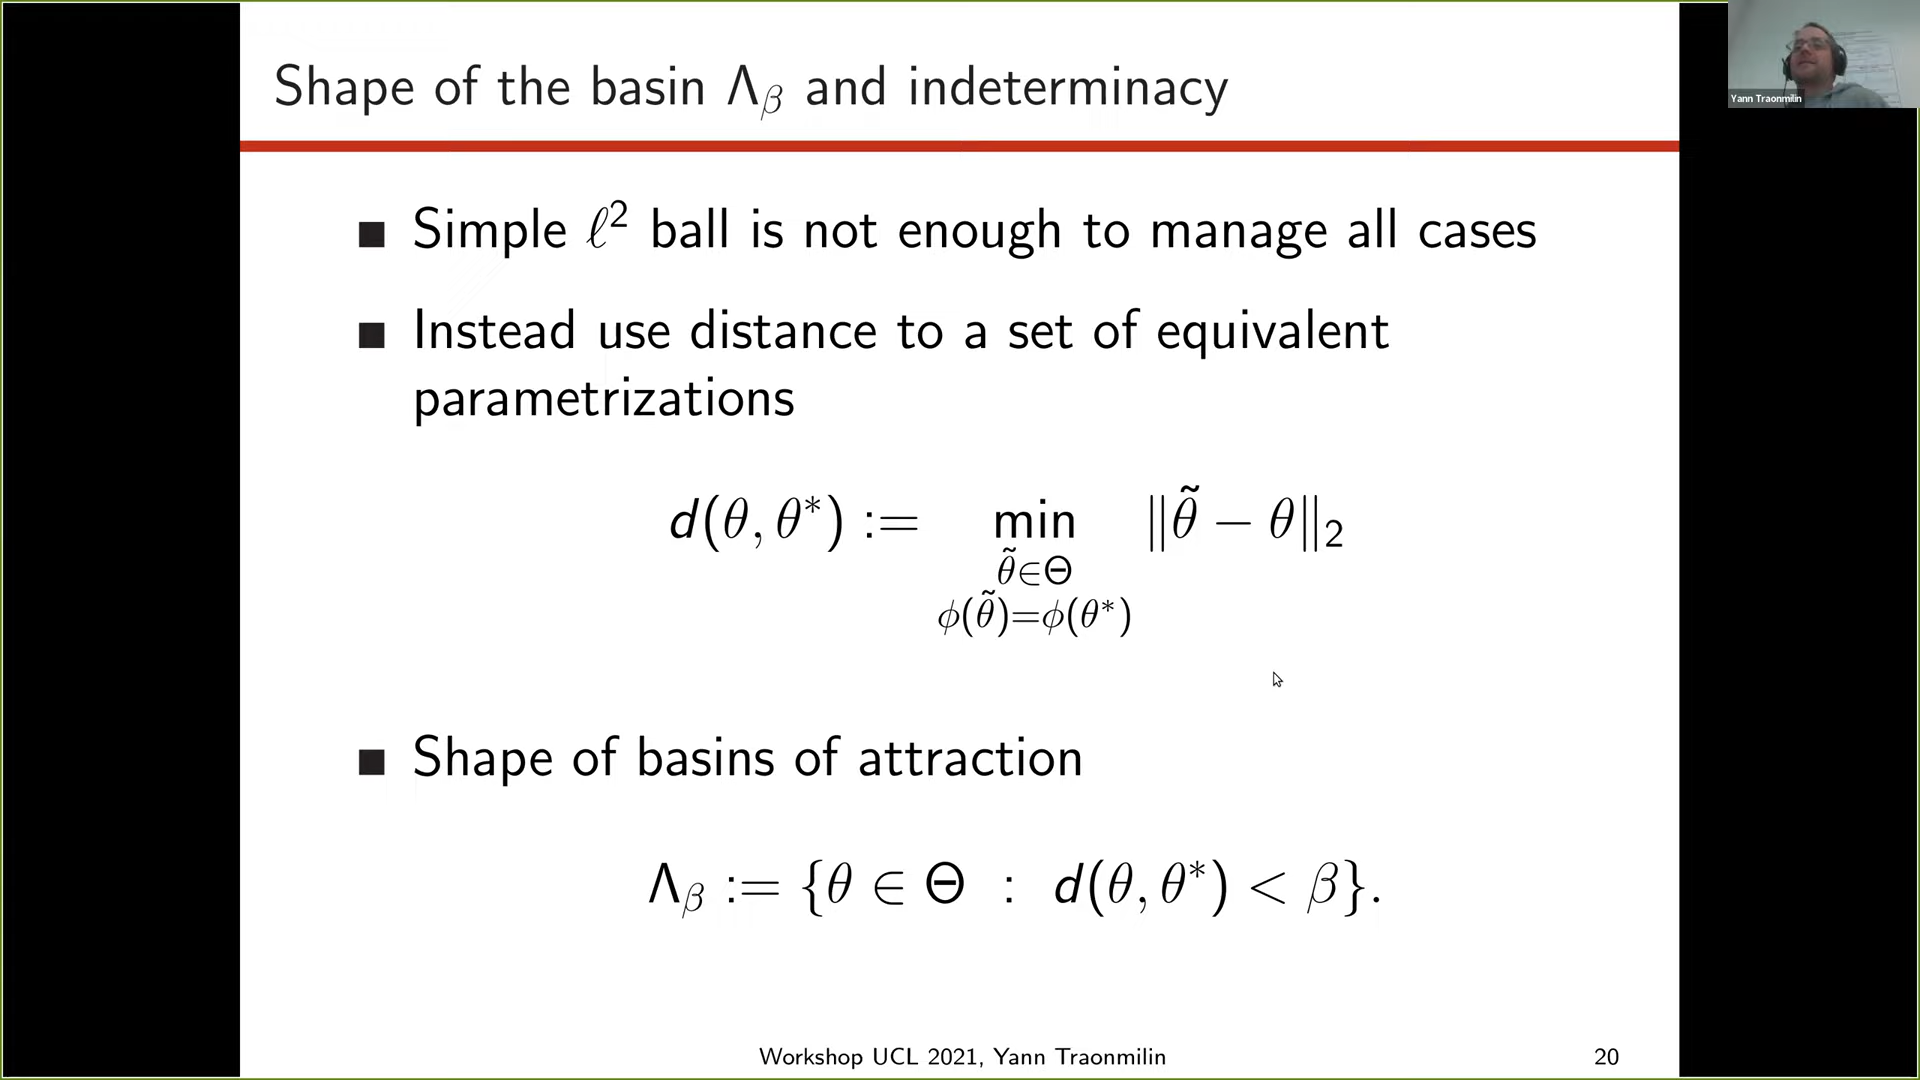 Shape of the basin Λ_β and indeterminacy
Yann Traonmilin
■ Simple ℓ² ball is not enough to manage all cases
■ Instead use distance to a set of equivalent
parametrizations
d(θ, θ*) := min ‖θ̃ − θ‖₂
θ̃∈Θ
ϕ(θ̃)=ϕ(θ*)
■ Shape of basins of attraction
Λ_β := {θ ∈ Θ : d(θ, θ*) < β}.
Workshop UCL 2021, Yann Traonmilin
20